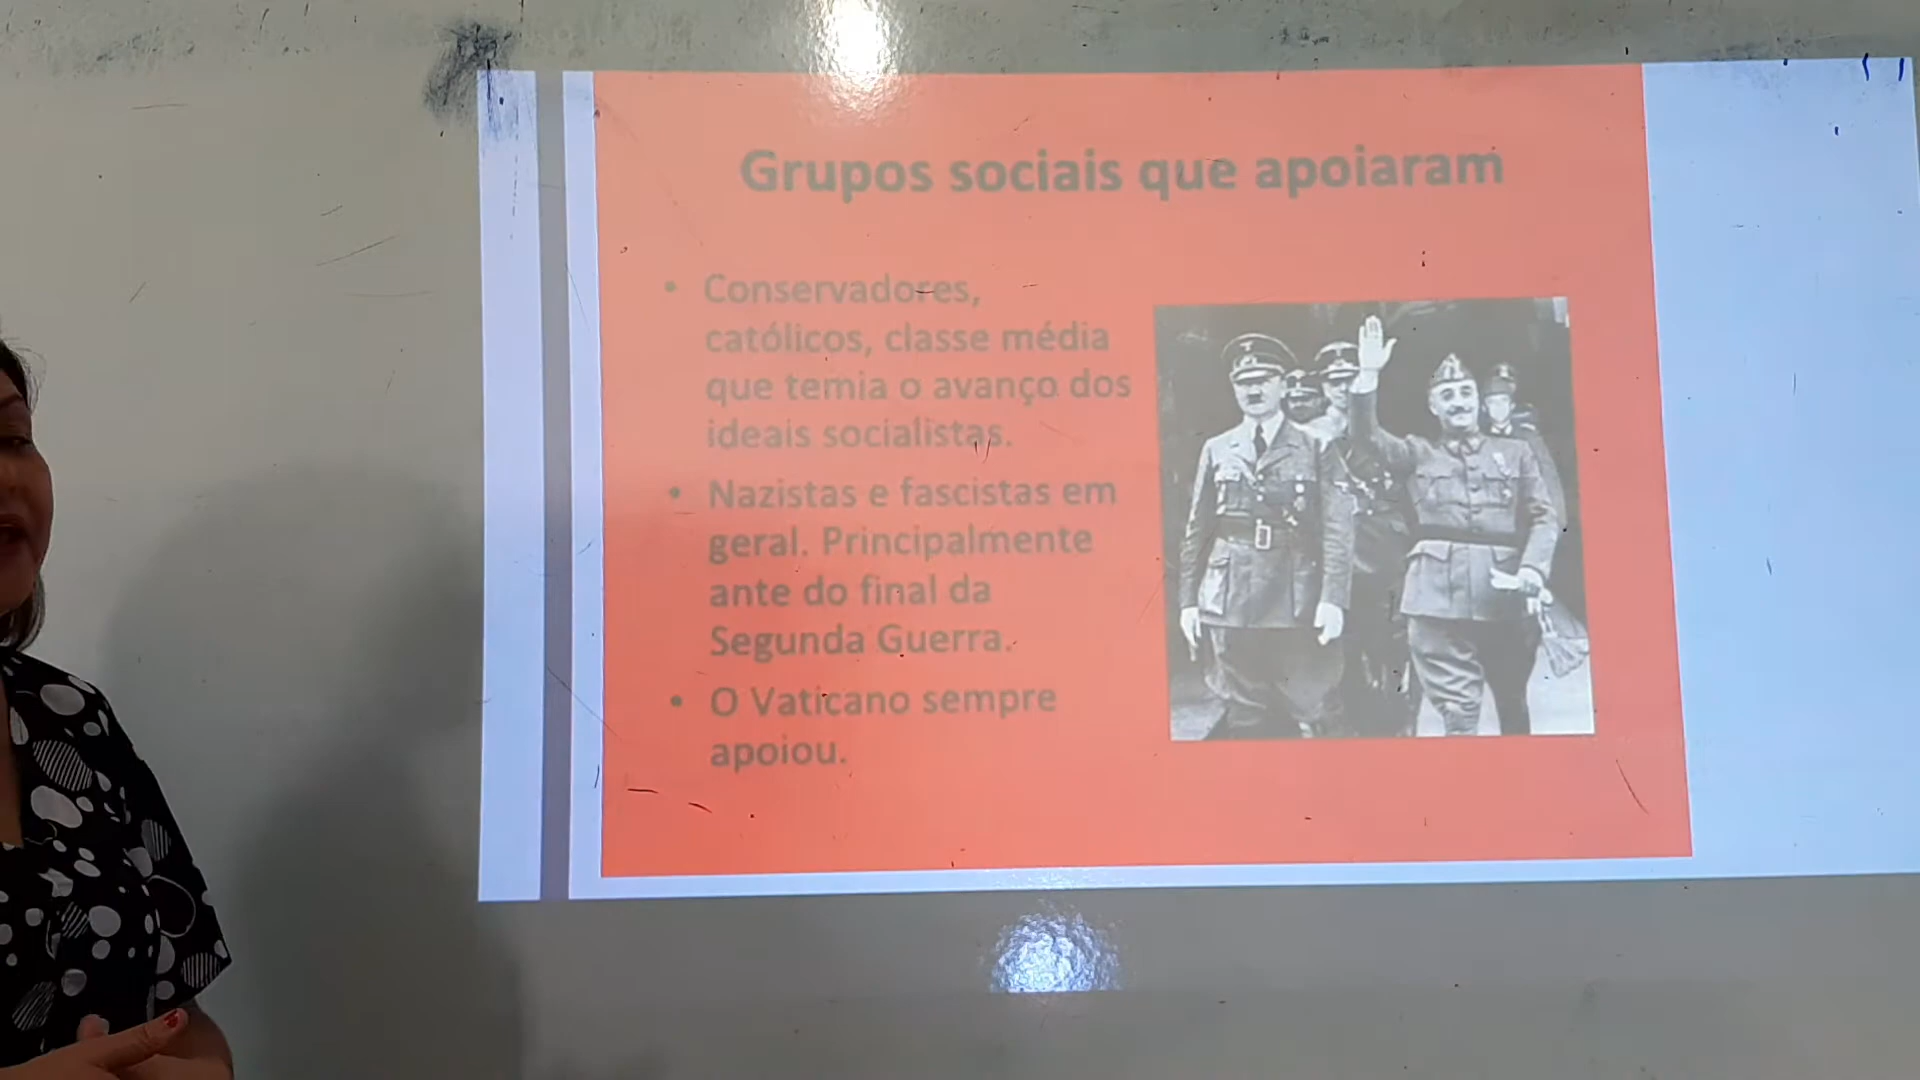 Grupos sociais que apoiaram
• Conservadores,
católicos, classe média
que temia o avanço dos
ideais socialistas.
• Nazistas e fascistas em
geral. Principalmente
ante do final da
Segunda Guerra.
• O Vaticano sempre
apoiou.